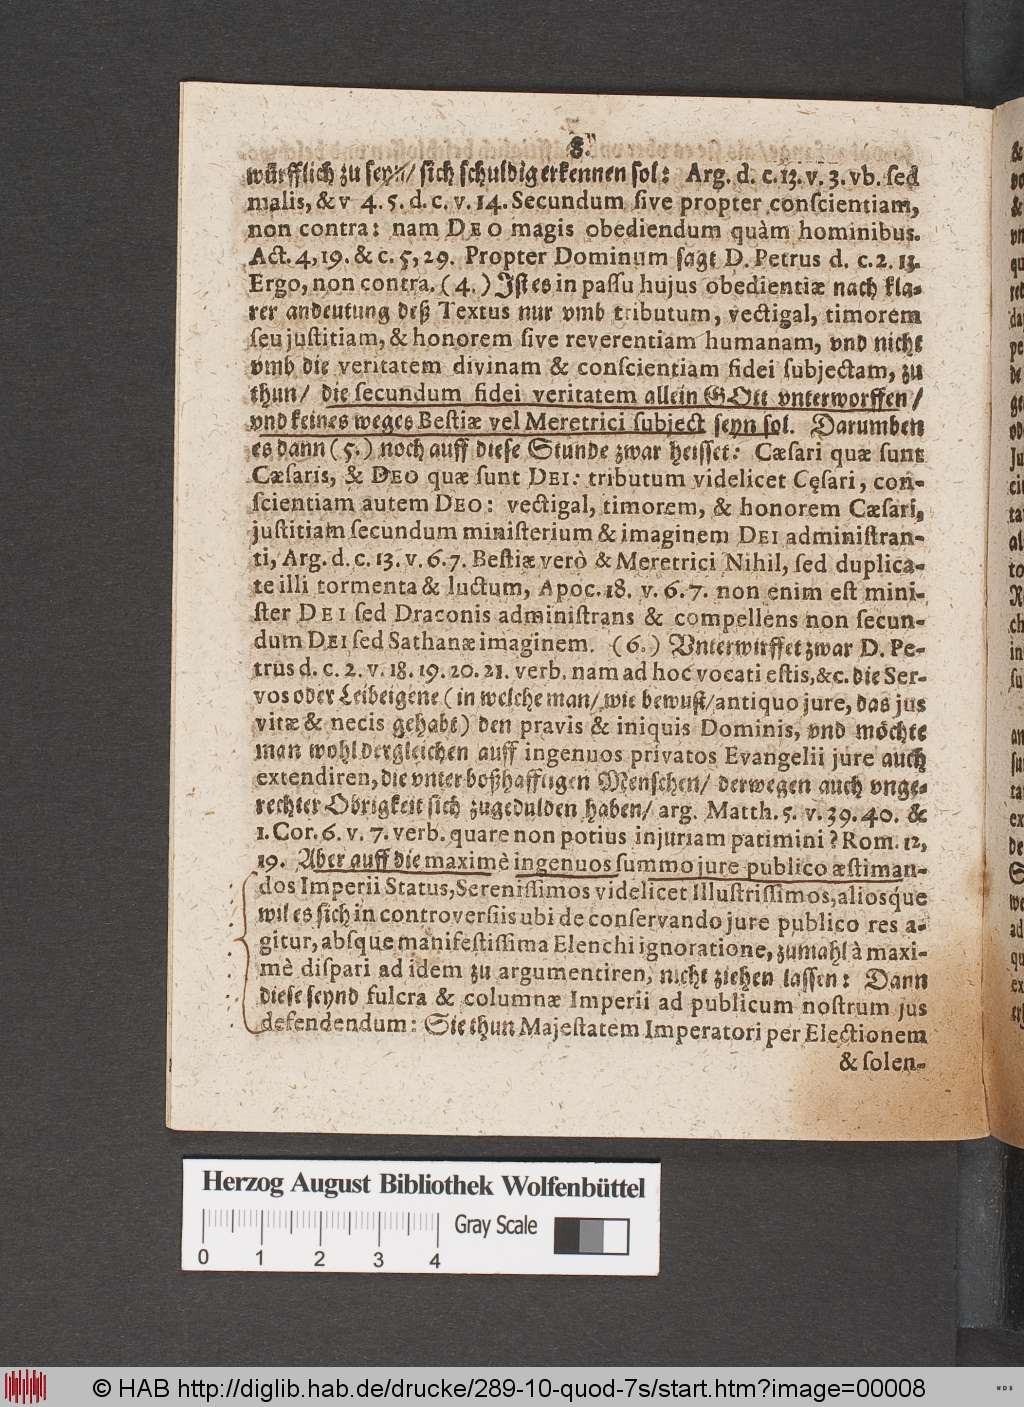 8.
würfflich zu seyn/ sich schuldig erkennen sol: Arg. d. c. 13. v. 3. vb. ſed
malis, & v 4. 5. d. c. v. 14. Secundum ſive propter conſcientiam,
non contra: nam DEO magis obediendum quàm hominibus.
Act. 4, 19. & c. 5, 29. Propter Dominum ſagt D. Petrus d. c. 2. 13.
Ergo, non contra. (4.) Iſt es in paſſu hujus obedientiæ nach kla-
rer andeutung deß Textus nur vmb tributum, vectigal, timorem
ſeu juſtitiam, & honorem ſive reverentiam humanam, vnd nicht
vmb die veritatem divinam & conſcientiam fidei ſubjectam, zu
thun/ die ſecundum fidei veritatem allein GOtt vnterworffen/
vnd keines weges Beſtiæ vel Meretrici ſubject ſeyn ſol. Darumben
es dann (5.) noch auff dieſe Stunde zwar heiſſet: Cæſari quæ ſunt
Cæſaris, & DEO quæ ſunt DEI: tributum videlicet Cęſari, con-
ſcientiam autem DEO: vectigal, timorem, & honorem Cæſari,
juſtitiam ſecundum miniſterium & imaginem DEI adminiſtran-
ti, Arg. d. c. 13. v. 6. 7. Beſtiæ verò & Meretrici Nihil, ſed duplica-
te illi tormenta & luctum, Apoc. 18. v. 6. 7. non enim eſt mini-
ſter DEI ſed Draconis adminiſtrans & compellens non ſecun-
dum DEI ſed Sathanæ imaginem. (6.) Vnterwirffet zwar D. Pe-
trus d. c. 2. v. 18. 19. 20. 21. verb. nam ad hoc vocati eſtis, &c. die Ser-
vos oder Leibeigene (in welche man/ wie bewuſt/ antiquo jure, das jus
vitæ & necis gehabt) den pravis & iniquis Dominis, vnd möchte
man wohl dergleichen auff ingenuos privatos Evangelii jure auch
extendiren, die vnter boßhafftigen Menſchen/ derwegen auch vnge-
rechter Obrigkeit ſich zugedulden haben/ arg. Matth. 5. v. 39. 40. &
1. Cor. 6. v. 7. verb. quare non potius injuriam patimini? Rom. 12,
19. Aber auff die maximè ingenuos ſummo jure publico æſtiman-
dos Imperii Status, Sereniſſimos videlicet Illuſtriſſimos, aliosque
wil es ſich in controverſiis ubi de conſervando jure publico res a-
gitur, absque manifeſtiſſima Elenchi ignoratione, zumahl à maxi-
mè diſpari ad idem zu argumentiren, nicht ziehen laſſen: Dann
dieſe ſeynd fulcra & columnæ Imperii ad publicum noſtrum jus
defendendum: Sie thun Majeſtatem Imperatori per Electionem
& ſolen-
Herzog August Bibliothek Wolfenbüttel
Gray Scale
0 1 2 3 4
© HAB http://diglib.hab.de/drucke/289-10-quod-7s/start.htm?image=00008